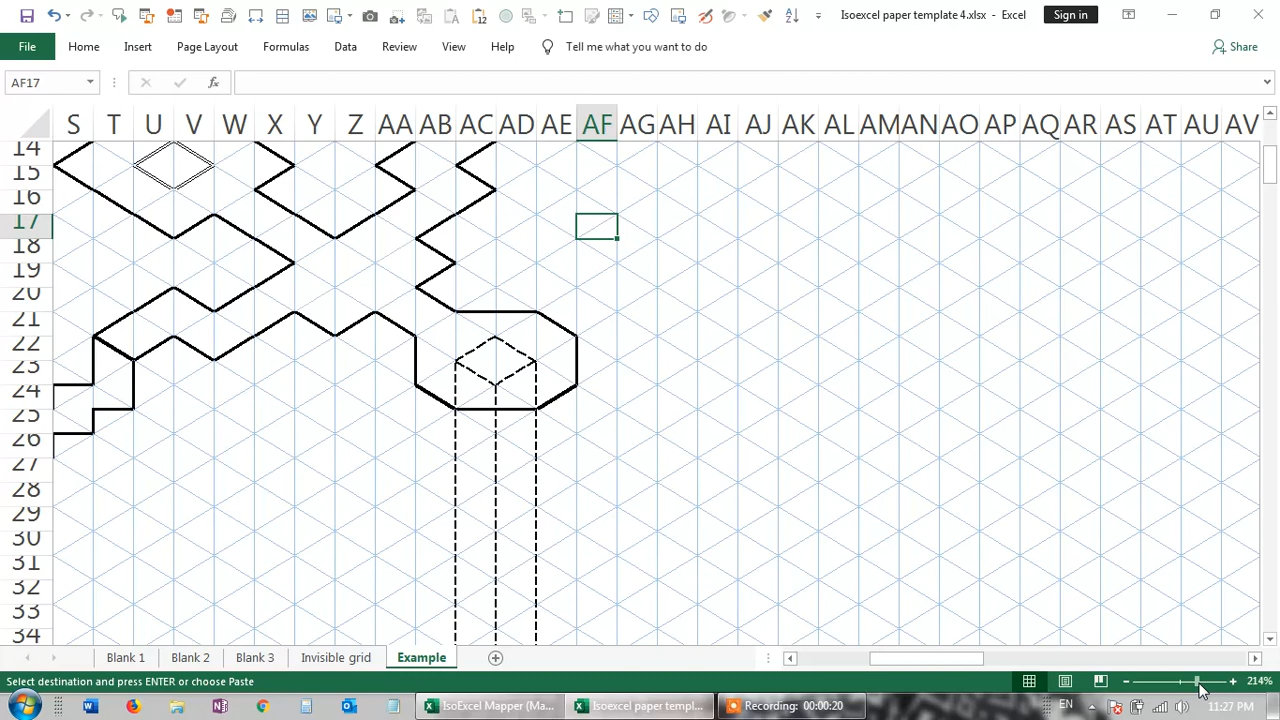 Isoexcel paper template 4.xlsx - Excel
Sign in
File Home Insert Page Layout Formulas Data Review View Help Tell me what you want to do Share
AF17
S T U V W X Y Z AA AB AC AD AE AF AG AH AI AJ AK AL AM AN AO AP AQ AR AS AT AU AV
14
15
16
17
18
19
20
21
22
23
24
25
26
27
28
29
30
31
32
33
34
Blank 1 Blank 2 Blank 3 Invisible grid Example
Select destination and press ENTER or choose Paste 214%
IsoExcel Mapper (Ma... Isoexcel paper templ... Recording: 00:00:20 EN 11:27 PM